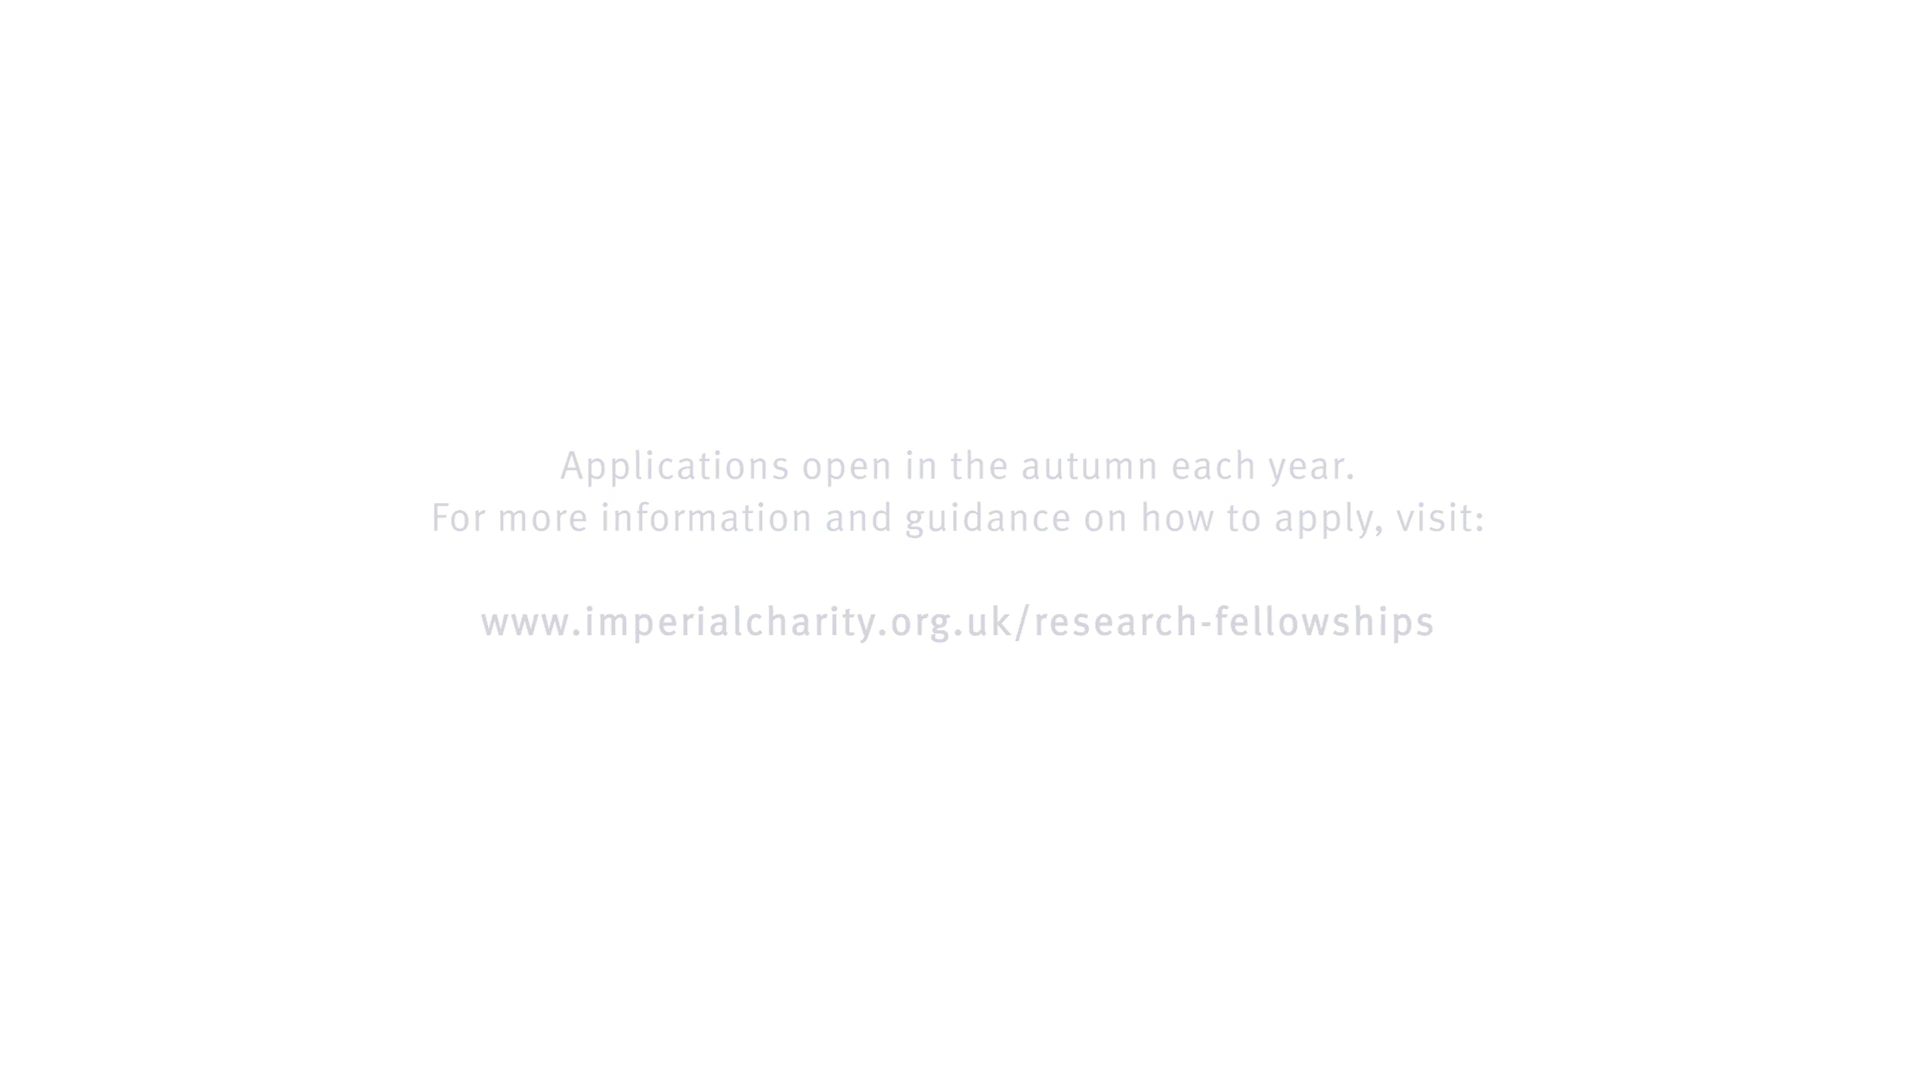 Applications open in the autumn each year.
For more information and guidance on how to apply, visit:
www.imperialcharity.org.uk/research-fellowships